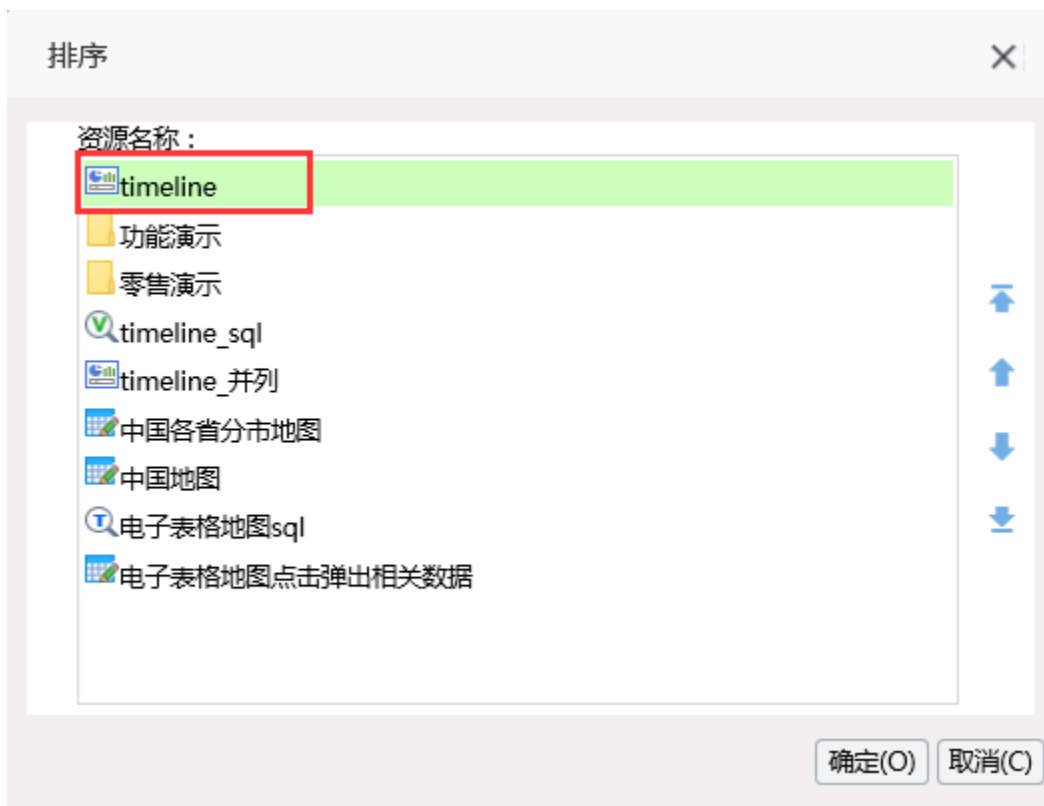 排序
资源名称：
timeline
功能演示
零售演示
timeline_sql
timeline_并列
中国各省分市地图
中国地图
电子表格地图sql
电子表格地图点击弹出相关数据
确定(O) 取消(C)